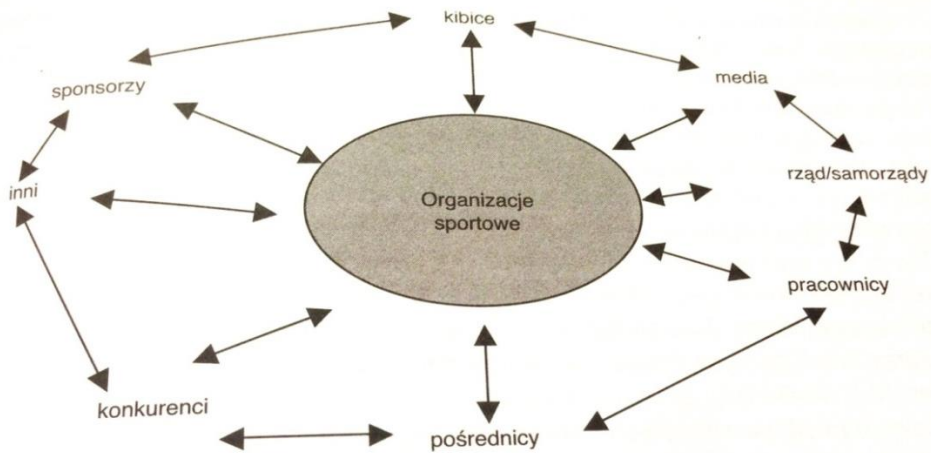 kibice
sponsorzy
media
inni
rząd/samorządy
Organizacje
sportowe
pracownicy
konkurenci
pośrednicy